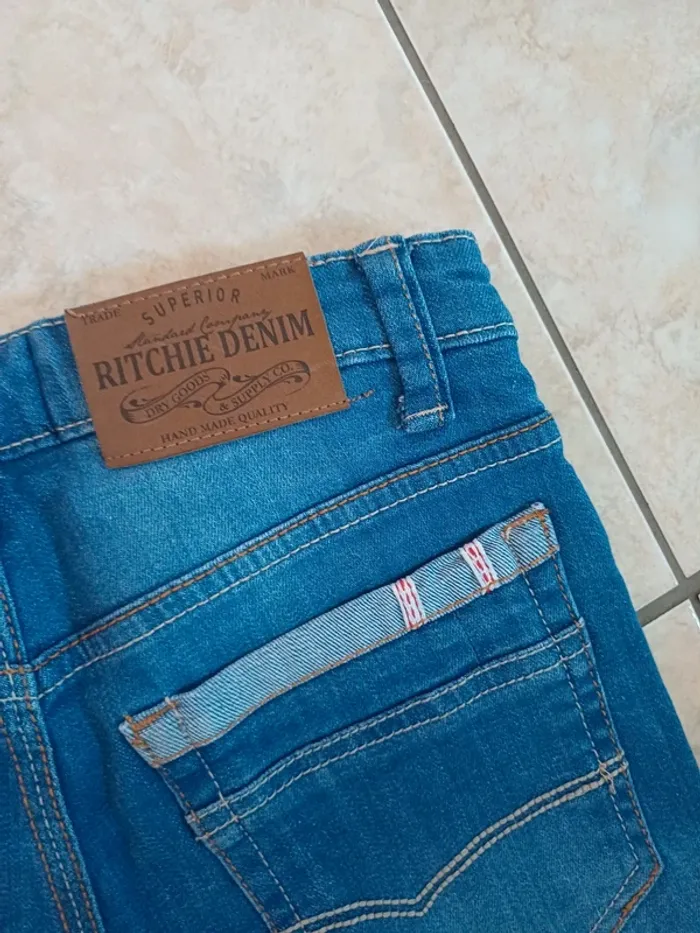 TRADE MARK
SUPERIOR
Standard Company
RITCHIE DENIM
DRY GOODS
& SUPPLY CO.
HAND MADE QUALITY